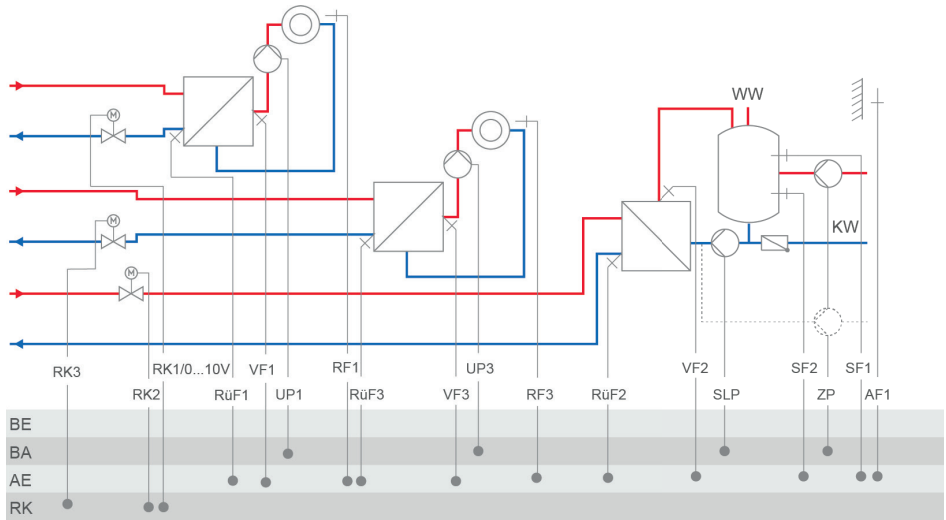 WW
M
KW
M
M
RK3 RK1/0...10V VF1 RF1 UP3 VF2 SF2 SF1
RK2 RüF1 UP1 RüF3 VF3 RF3 RüF2 SLP ZP AF1
BE
BA
AE
RK